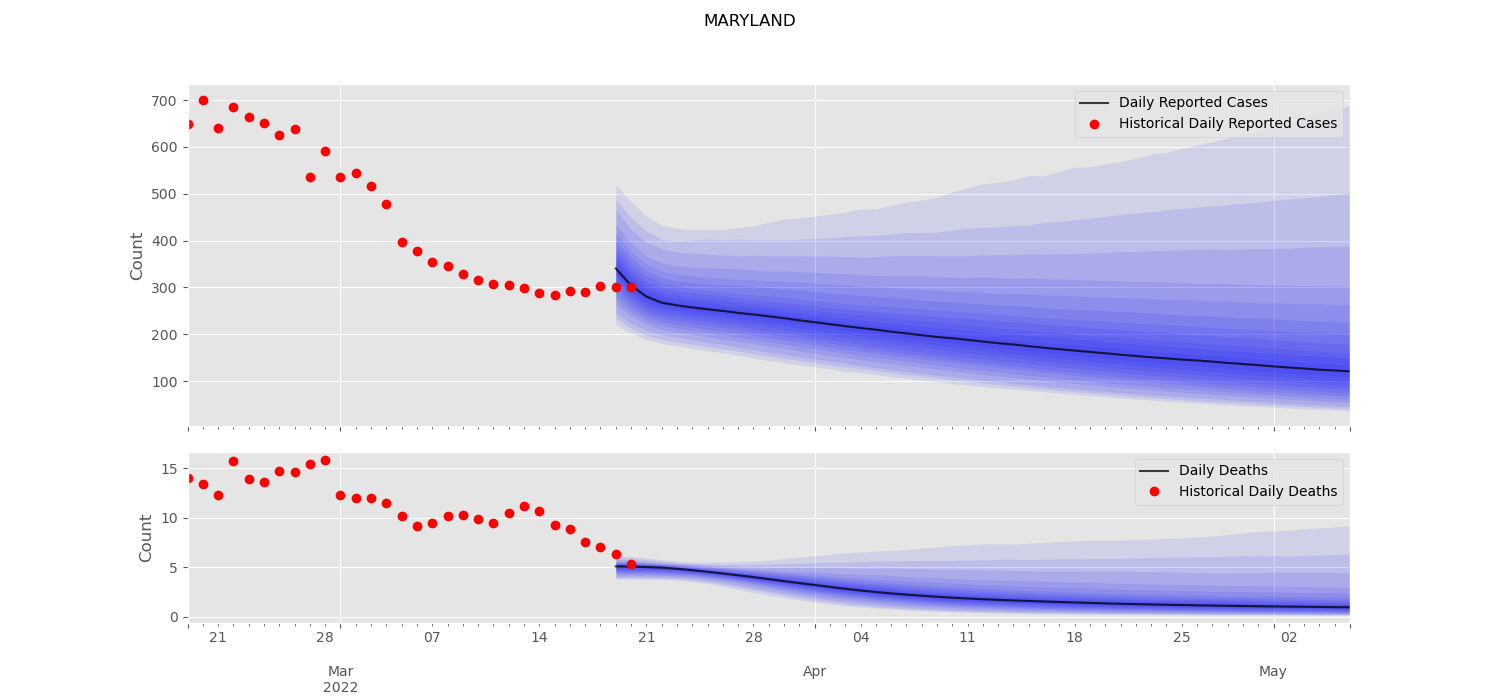 MARYLAND
Daily Reported Cases
Historical Daily Reported Cases
Count
700
600
500
400
300
200
100
Daily Deaths
Historical Daily Deaths
Count
15
10
5
0
21 28 07 14 21 28 04 11 18 25 02
Mar Apr May
2022